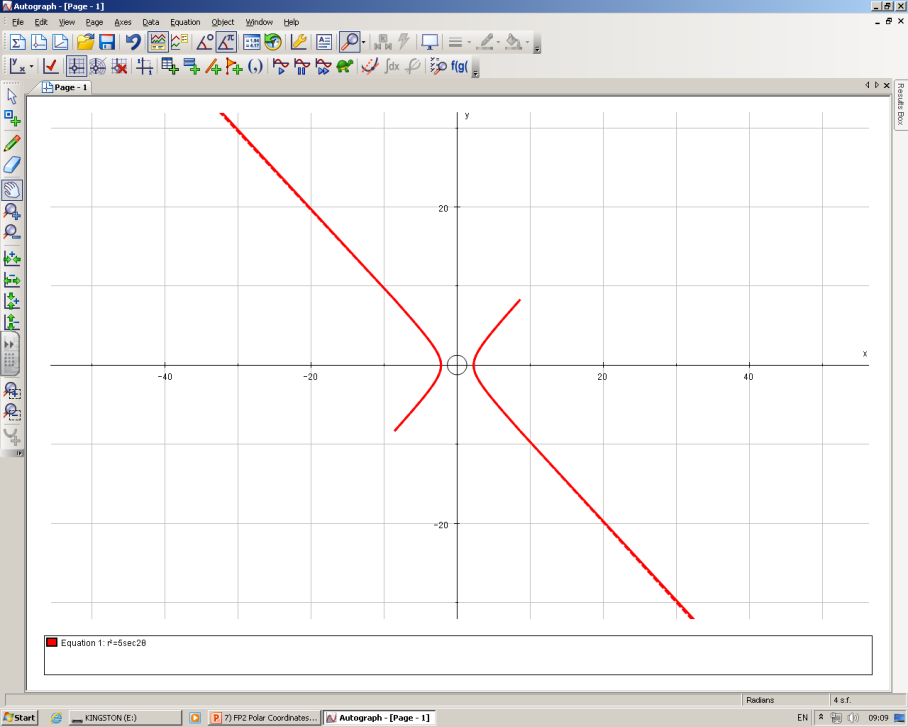 Autograph - [Page - 1]
File Edit View Page Axes Data Equation Object Window Help
f(g(
Page - 1
Results Box
y
20
x
-40 -20 20 40
-20
Equation 1: r²=5sec2θ
Radians 4 s.f.
Start KINGSTON (E:) 7) FP2 Polar Coordinates... Autograph - [Page - 1] EN 09:09